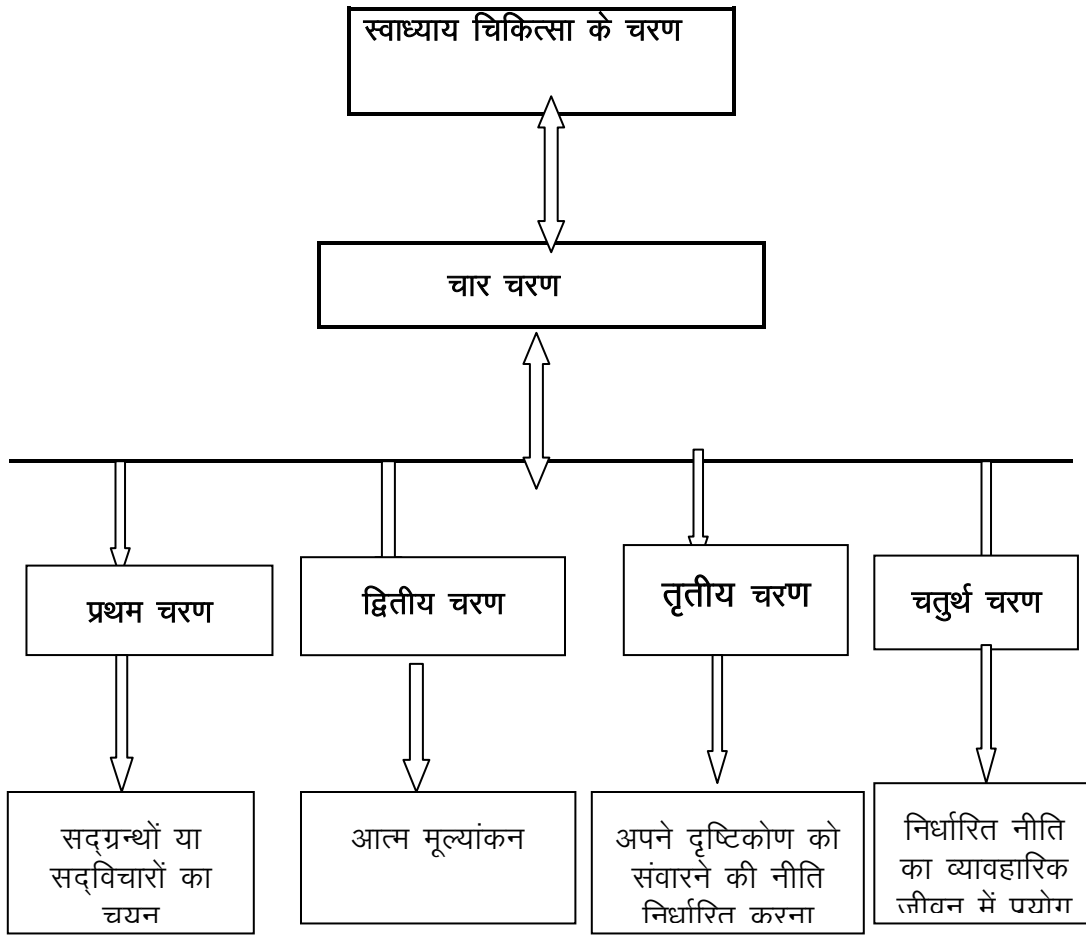 स्वाध्याय चिकित्सा के चरण
चार चरण
प्रथम चरण
द्वितीय चरण
तृतीय चरण
चतुर्थ चरण
सद्ग्रन्थों या
सद्विचारों का
चयन
आत्म मूल्यांकन
अपने दृष्टिकोण को
संवारने की नीति
निर्धारित करना
निर्धारित नीति
का व्यावहारिक
जीवन में प्रयोग